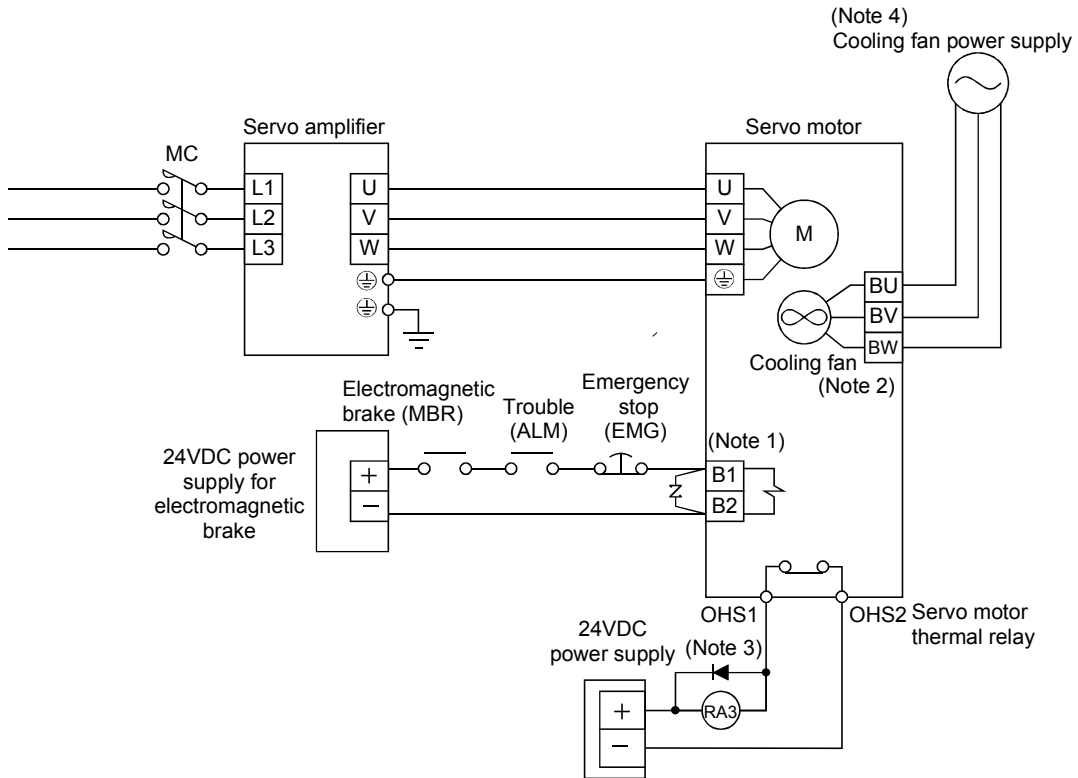 (Note 4)
Cooling fan power supply
Servo amplifier
Servo motor
MC
L1
L2
L3
U
V
W
U
V
W
M
BU
BV
BW
Cooling fan
(Note 2)
Electromagnetic
brake (MBR)
Trouble
(ALM)
Emergency
stop
(EMG)
(Note 1)
24VDC power
supply for
electromagnetic
brake
+
−
B1
B2
OHS1
OHS2
Servo motor
thermal relay
24VDC
power supply
(Note 3)
+
−
RA3